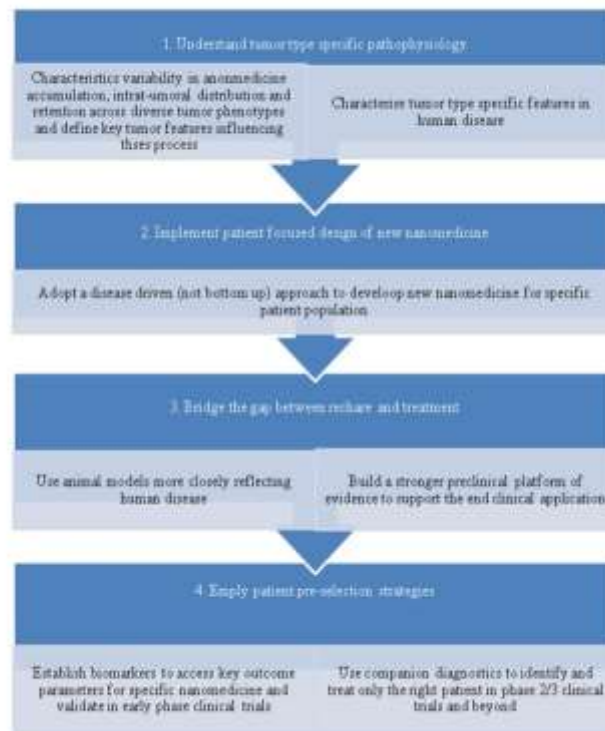 1. Understand tumor type specific pathophysiology
Characteristics variability in anonmedicine
accumulation, intrat-umoral distribution and
retention across diverse tumor phenotypes
and define key tumor features influencing
thses process
Characterise tumor type specific features in
human disease
2. Implement patient focused design of new nanomedicine
Adopt a disease driven (not bottom up) approach to develoop new nanomedicine for specific
patient population
3. Bridge the gap between reshare and treatment
Use animal models more closely reflecting
human disease
Build a stronger preclinical platform of
evidence to support the end clinical application
4. Emply patient pre-selection strategies
Establish biomarkers to access key outcome
parameters for specific nanomedicine and
validate in early phase clinical trials
Use companion diagnostics to identify and
treat only the right patient in phase 2/3 clinical
trials and beyond